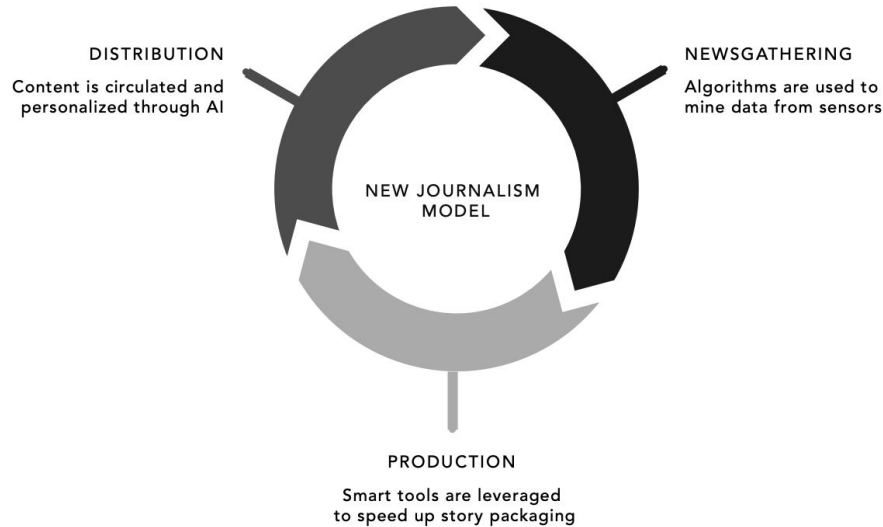 DISTRIBUTION
Content is circulated and
personalized through AI
NEWSGATHERING
Algorithms are used to
mine data from sensors
NEW JOURNALISM
MODEL
PRODUCTION
Smart tools are leveraged
to speed up story packaging